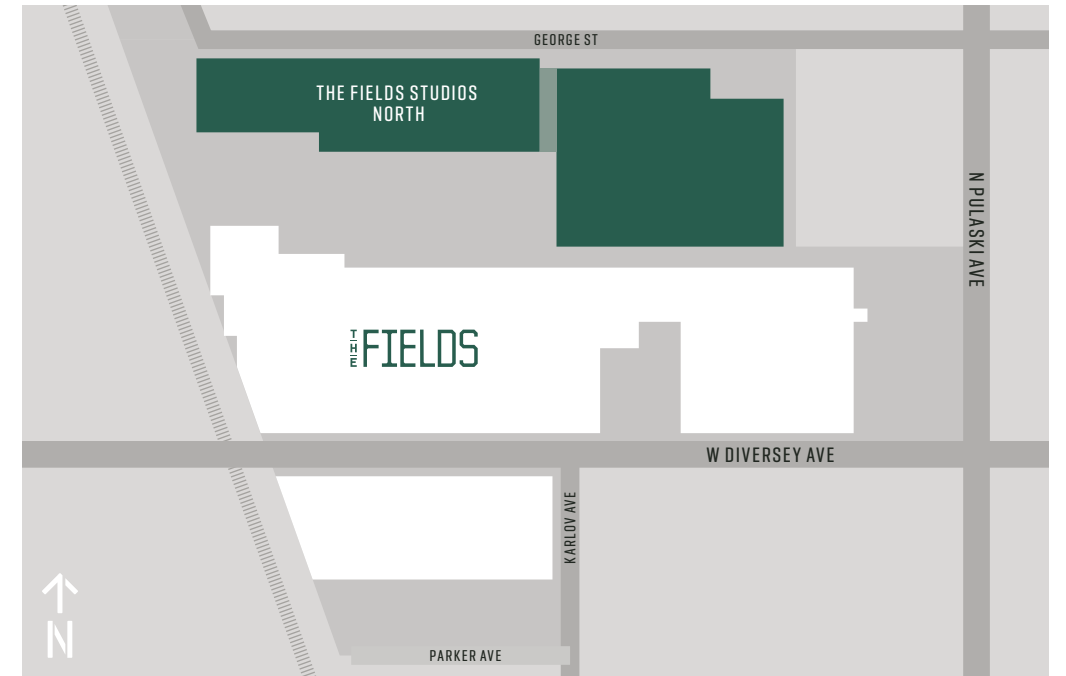 GEORGE ST
THE FIELDS STUDIOS
NORTH
N PULASKI AVE
THE FIELDS
W DIVERSEY AVE
KARLOV AVE
N
PARKER AVE